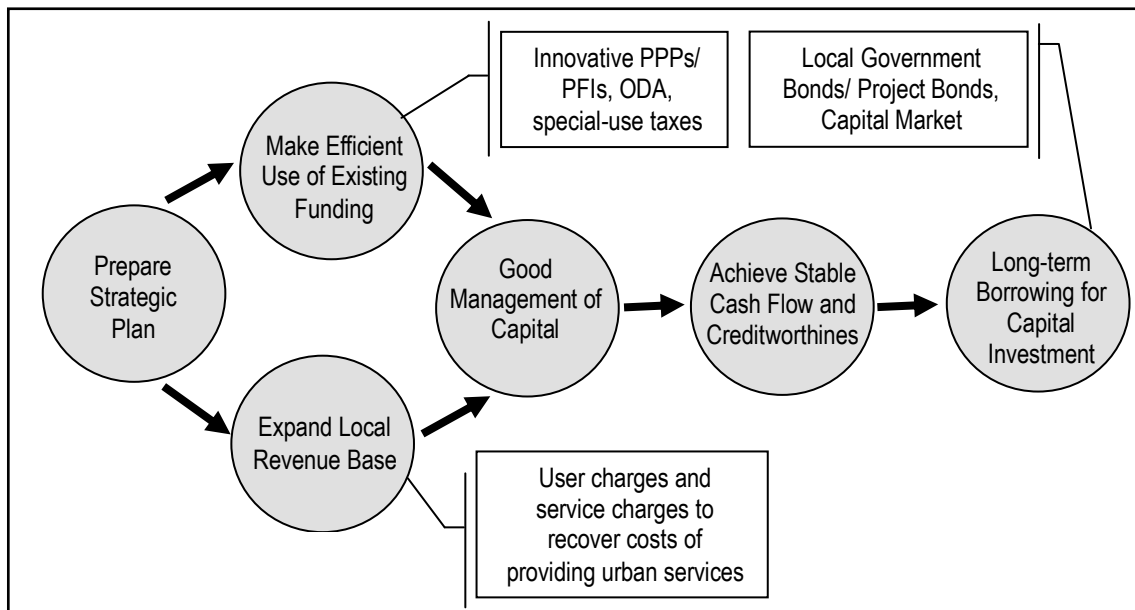 Innovative PPPs/
PFIs, ODA,
special-use taxes
Local Government
Bonds/ Project Bonds,
Capital Market
Make Efficient
Use of Existing
Funding
Prepare
Strategic
Plan
Good
Management of
Capital
Achieve Stable
Cash Flow and
Creditworthines
Long-term
Borrowing for
Capital
Investment
Expand Local
Revenue Base
User charges and
service charges to
recover costs of
providing urban services